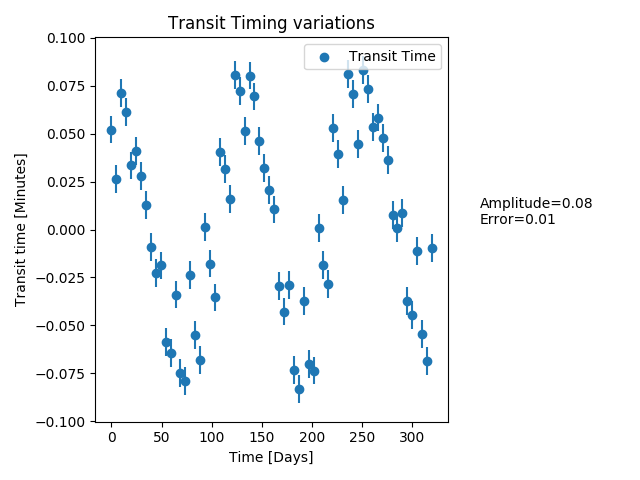 Transit Timing variations
Transit Time
0.100
0.075
0.050
0.025
0.000
−0.025
−0.050
−0.075
−0.100
Transit time [Minutes]
0 50 100 150 200 250 300
Time [Days]
Amplitude=0.08
Error=0.01